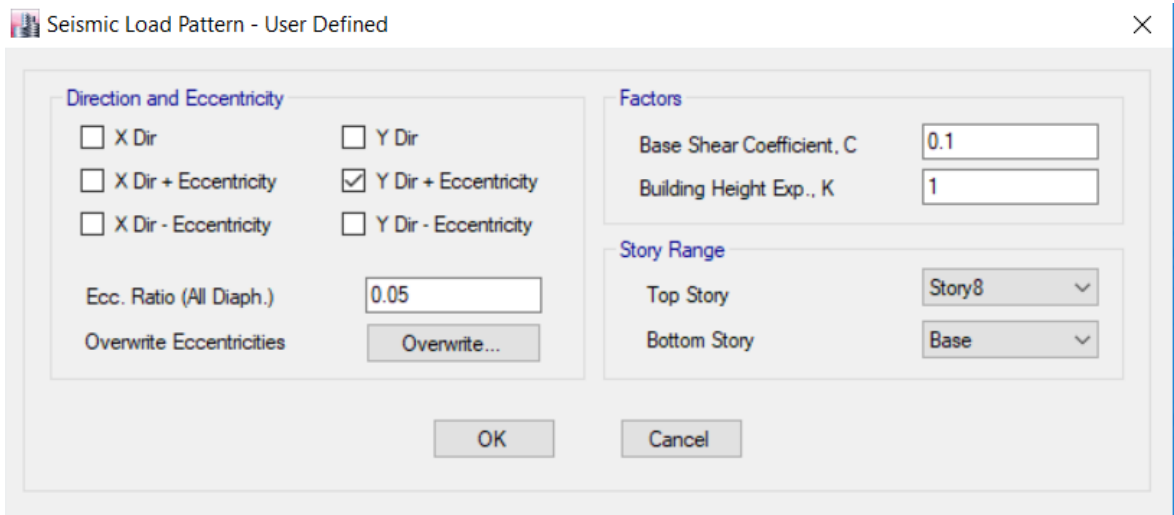 Seismic Load Pattern - User Defined
Direction and Eccentricity
X Dir
Y Dir
X Dir + Eccentricity
Y Dir + Eccentricity
X Dir - Eccentricity
Y Dir - Eccentricity
Ecc. Ratio (All Diaph.)
0.05
Overwrite Eccentricities
Overwrite...
Factors
Base Shear Coefficient, C
0.1
Building Height Exp., K
1
Story Range
Top Story
Story8
Bottom Story
Base
OK
Cancel